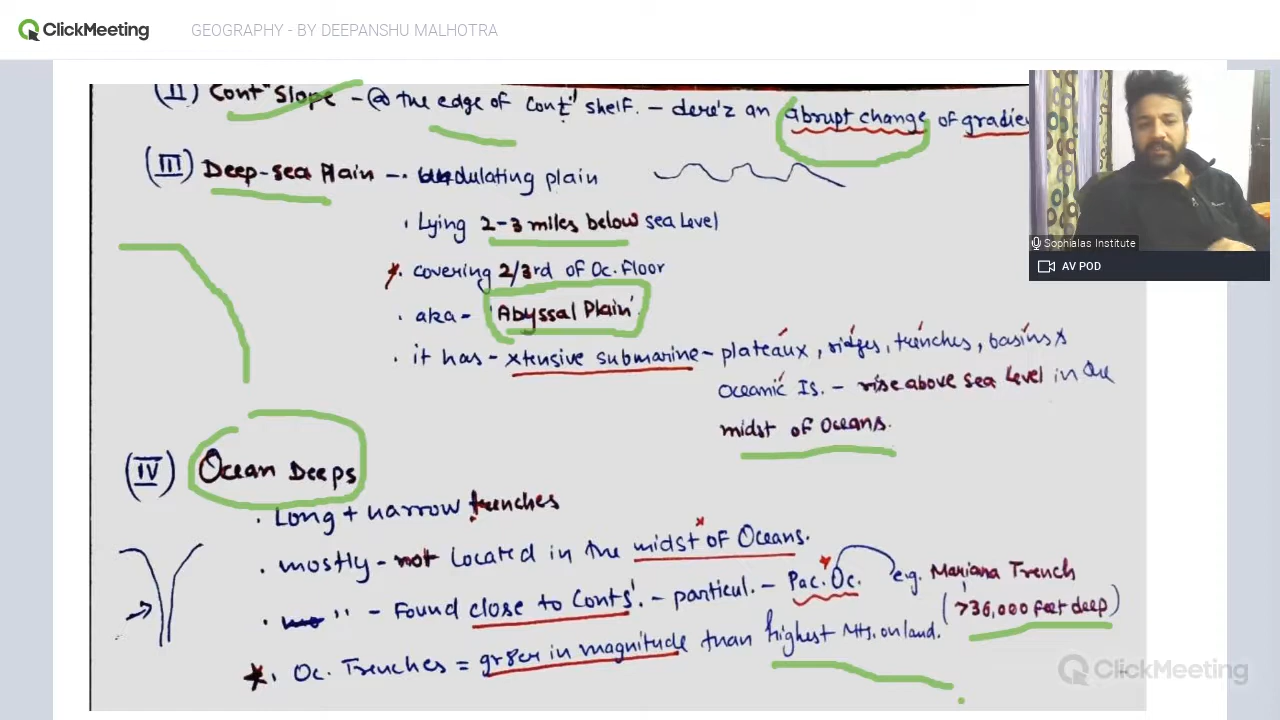 ClickMeeting
GEOGRAPHY - BY DEEPANSHU MALHOTRA
(II) Contˡ Slope - @ the edge of Contˡ shelf. - dere'z an abrupt change of gradie
(III) Deep-sea Plain - . undulating plain
. Lying 2-3 miles below sea Level
* covering 2/3rd of Oc. Floor
. aka - 'Abyssal Plain'
. it has - xtensive submarine - plateaux, ridges, trenches, basins &
Oceanic Is. - rise above sea Level in the
midst of Oceans.
(IV) Ocean Deeps
. Long + narrow trenches
. mostly - not Located in the midst of Oceans.
. " - Found close to Conts'. - particul. - Pac. Oc. e.g. Mariana Trench
(>36,000 feet deep)
* . Oc. Trenches = gr8er in magnitude than highest Mts. on land.
Sophialas Institute
AV POD
ClickMeeting